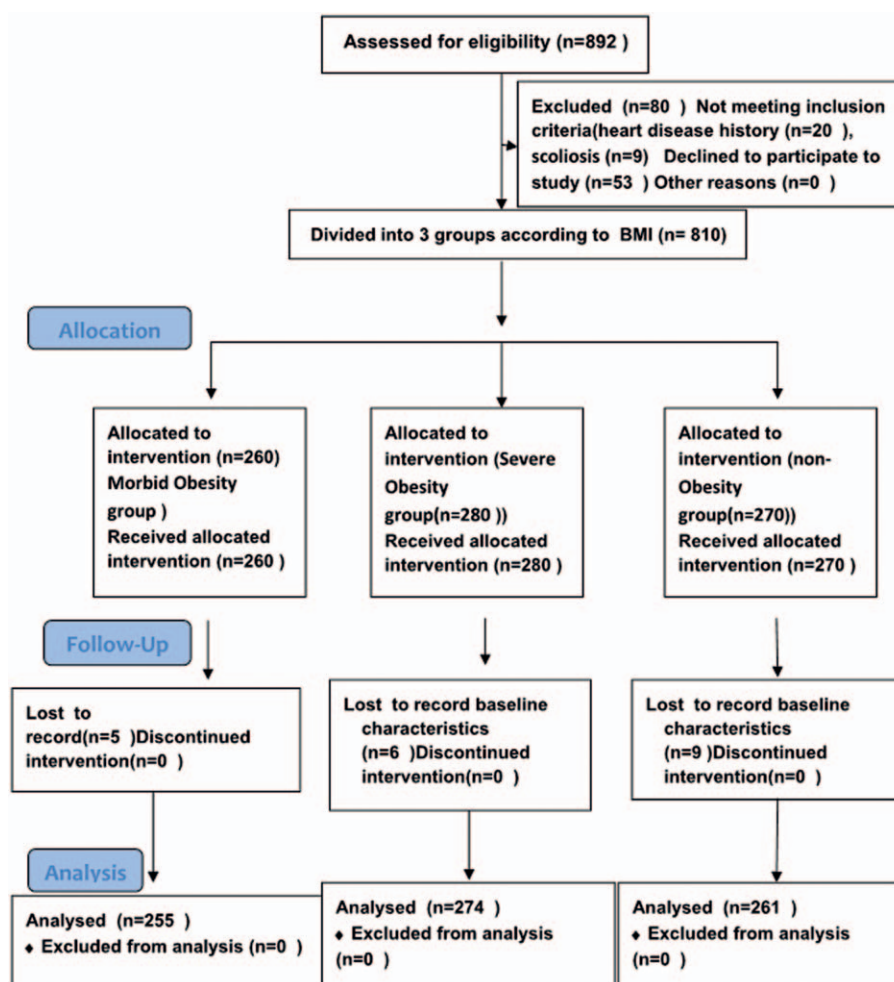 Assessed for eligibility (n=892 )
Excluded (n=80 ) Not meeting inclusion
criteria(heart disease history (n=20 ),
scoliosis (n=9) Declined to participate to
study (n=53 ) Other reasons (n=0 )
Divided into 3 groups according to BMI (n= 810)
Allocation
Allocated to
intervention (n=260)
Morbid Obesity
group )
Received allocated
intervention (n=260 )
Allocated to
intervention (Severe
Obesity
group(n=280 ))
Received allocated
intervention (n=280 )
Allocated to
intervention (non-
Obesity
group(n=270))
Received allocated
intervention (n=270 )
Follow-Up
Lost to
record(n=5 )Discontinued
intervention(n=0 )
Lost to record baseline
characteristics
(n=6 )Discontinued
intervention(n=0 )
Lost to record baseline
characteristics
(n=9 )Discontinued
intervention(n=0 )
Analysis
Analysed (n=255 )
♦ Excluded from analysis (n=0 )
Analysed (n=274 )
♦ Excluded from analysis
(n=0 )
Analysed (n=261 )
♦ Excluded from analysis
(n=0 )